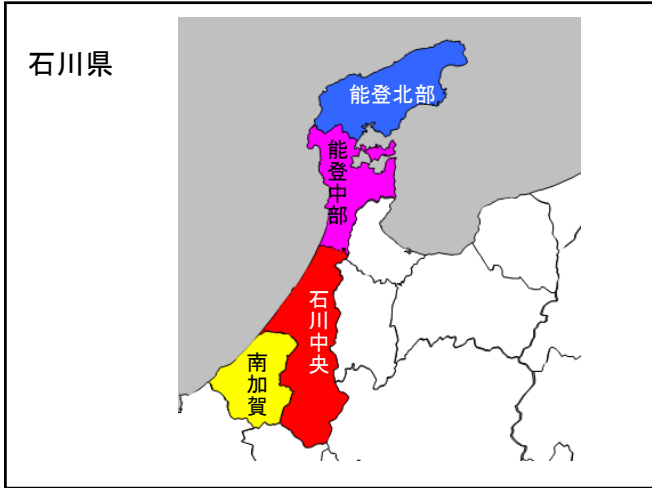 石川県
能登北部
能登中部
石川中央
南加賀